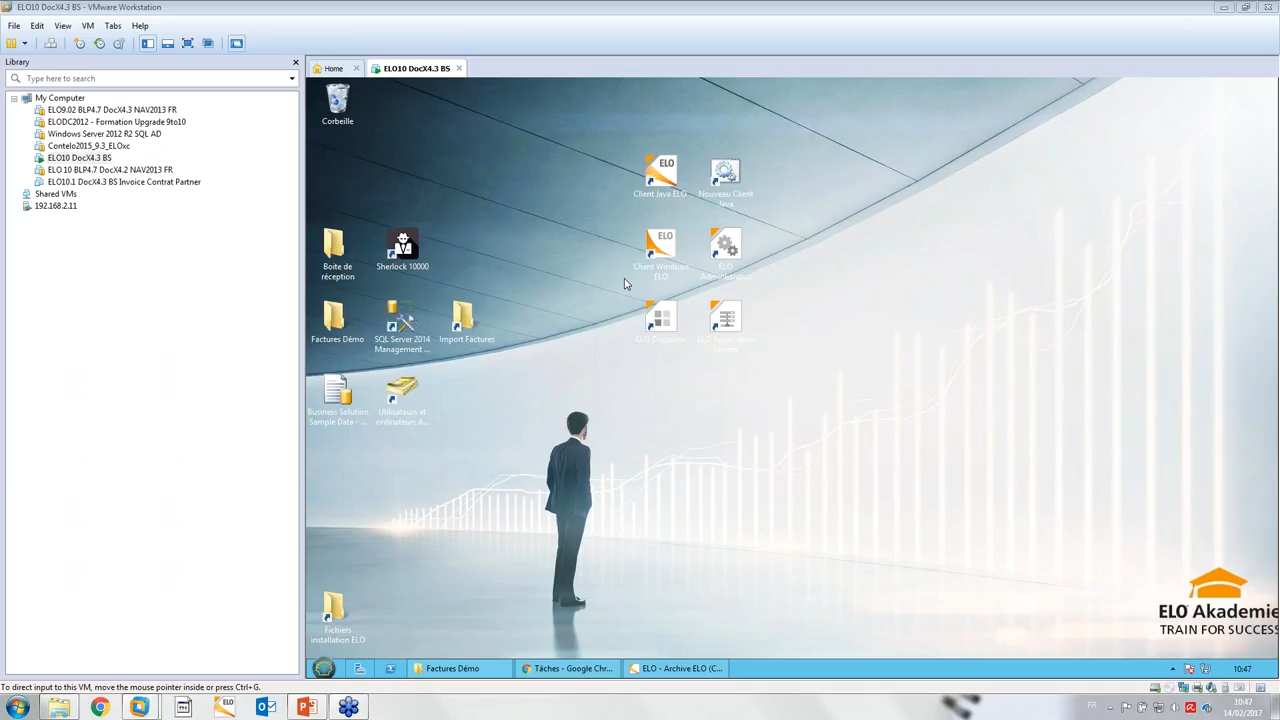 ELO10 DocX4.3 BS - VMware Workstation
File Edit View VM Tabs Help
Library
Type here to search
Home
ELO10 DocX4.3 BS
My Computer
ELO9.02 BLP4.7 DocX4.3 NAV2013 FR
ELODC2012 - Formation Upgrade 9to10
Windows Server 2012 R2 SQL AD
Contelo2015_9.3_ELOxc
ELO10 DocX4.3 BS
ELO 10 BLP4.7 DocX4.2 NAV2013 FR
ELO10.1 DocX4.3 BS Invoice Contrat Partner
Shared VMs
192.168.2.11
Corbeille
ELO
Client Java ELO
Nouveau Client
Java
Boite de
réception
Sherlock 10000
ELO
Client Windows
ELO
ELO
Factures Démo
SQL Server 2014
Management ...
Import Factures
Business Solution
Sample Data - ...
Utilisateurs et
ordinateurs A...
Fichiers
installation ELO
ELO Akademie
TRAIN FOR SUCCESS
Factures Démo
Tâches - Google Chr...
ELO - Archive ELO (C...
10:47
To direct input to this VM, move the mouse pointer inside or press Ctrl+G.
ELO
FR
10:47
14/02/2017